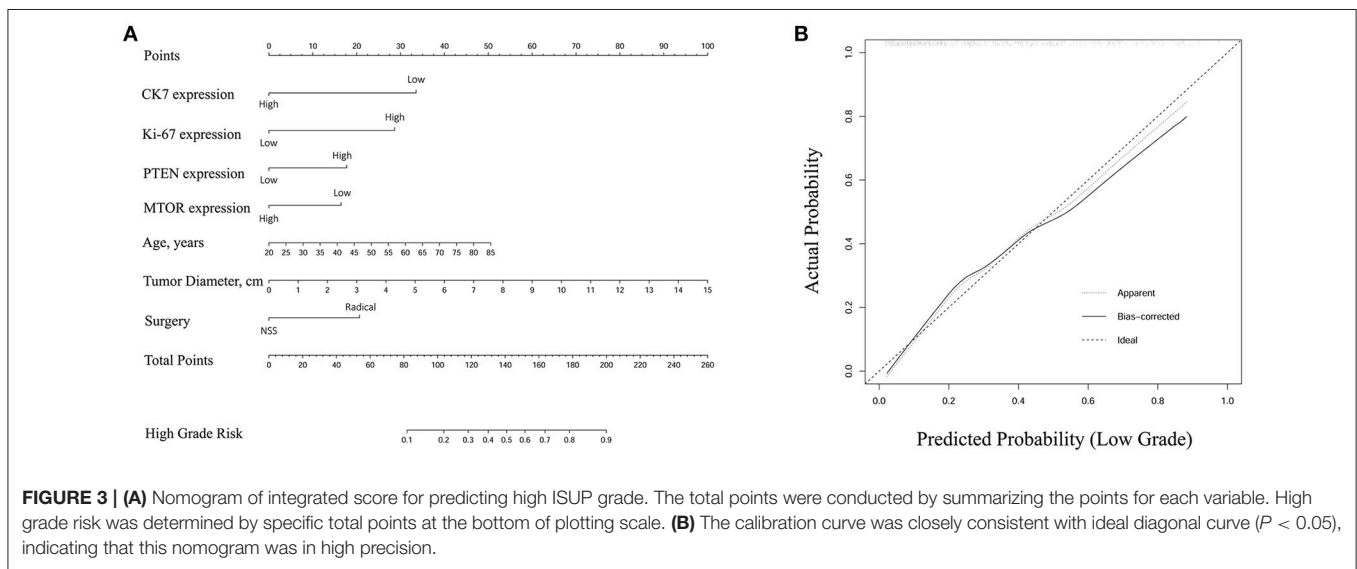 A
Points
0 10 20 30 40 50 60 70 80 90 100
CK7 expression
Low
High
Ki-67 expression
High
Low
PTEN expression
High
Low
MTOR expression
Low
High
Age, years
20 25 30 35 40 45 50 55 60 65 70 75 80 85
Tumor Diameter, cm
0 1 2 3 4 5 6 7 8 9 10 11 12 13 14 15
Surgery
Radical
NSS
Total Points
0 20 40 60 80 100 120 140 160 180 200 220 240 260
High Grade Risk
0.1 0.2 0.3 0.4 0.5 0.6 0.7 0.8 0.9
B
Actual Probability
1.0
0.8
0.6
0.4
0.2
0.0
Apparent
Bias-corrected
Ideal
0.0 0.2 0.4 0.6 0.8 1.0
Predicted Probability (Low Grade)
FIGURE 3 | (A) Nomogram of integrated score for predicting high ISUP grade. The total points were conducted by summarizing the points for each variable. High
grade risk was determined by specific total points at the bottom of plotting scale. (B) The calibration curve was closely consistent with ideal diagonal curve (P < 0.05),
indicating that this nomogram was in high precision.